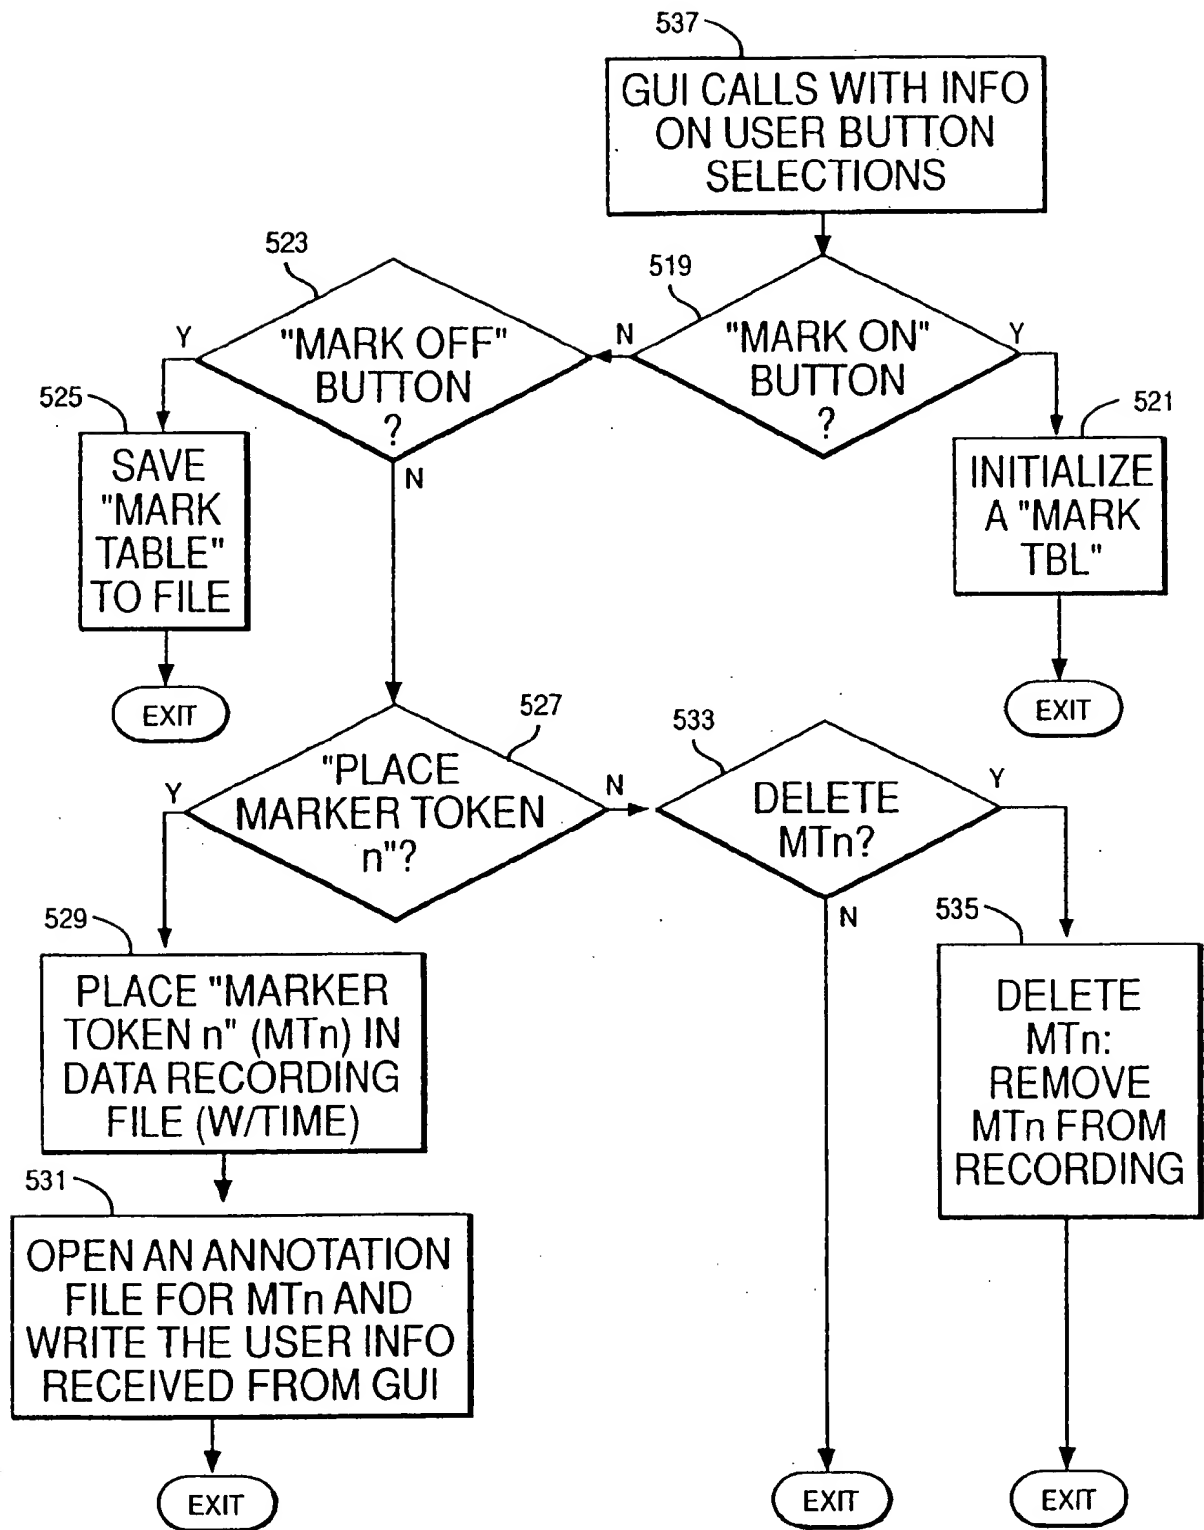 537
GUI CALLS WITH INFO
ON USER BUTTON
SELECTIONS
523
519
Y
"MARK OFF"
BUTTON
?
N
"MARK ON"
BUTTON
?
Y
525
521
SAVE
"MARK
TABLE"
TO FILE
N
INITIALIZE
A "MARK
TBL"
EXIT
EXIT
527
533
Y
"PLACE
MARKER TOKEN
n"?
N
DELETE
MTn?
Y
529
N
535
PLACE "MARKER
TOKEN n" (MTn) IN
DATA RECORDING
FILE (W/TIME)
DELETE
MTn:
REMOVE
MTn FROM
RECORDING
531
OPEN AN ANNOTATION
FILE FOR MTn AND
WRITE THE USER INFO
RECEIVED FROM GUI
EXIT
EXIT
EXIT